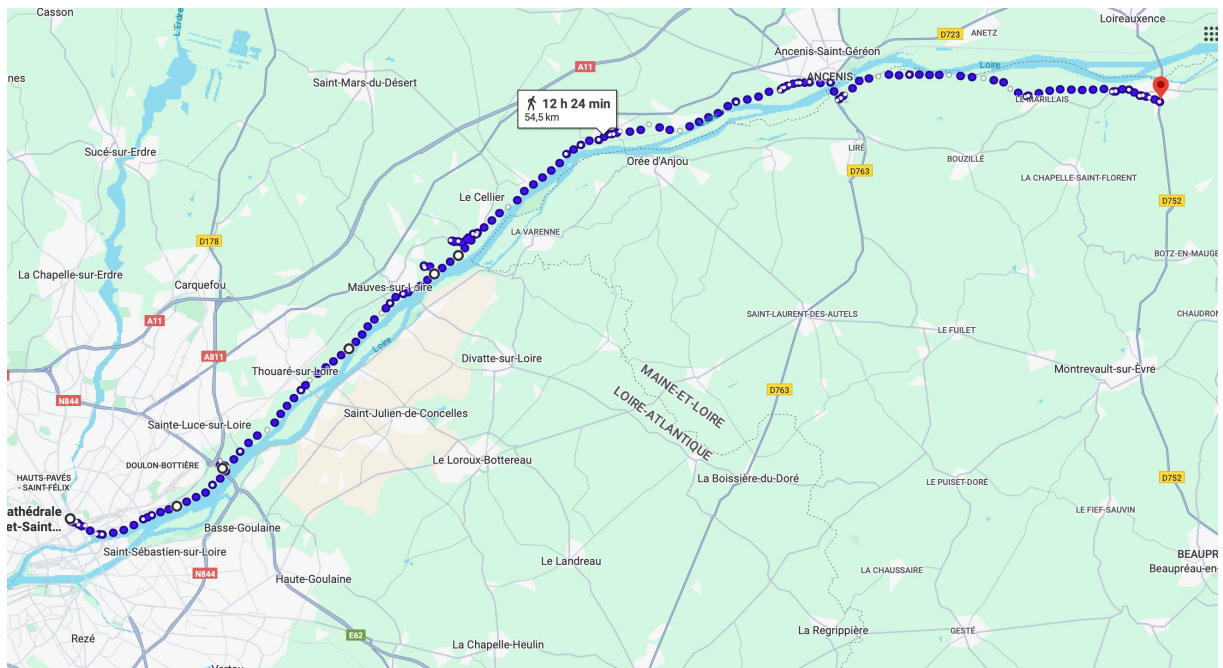 Casson
L'Erdre
Loireauxence
ANETZ
D723
Ancenis-Saint-Géréon
Loire
A11
nes
Saint-Mars-du-Désert
ANCENIS
12 h 24 min
54,5 km
LE MARILLAIS
Sucé-sur-Erdre
Orée d'Anjou
LIRÉ
BOUZILLÉ
D763
LA CHAPELLE-SAINT-FLORENT
Le Cellier
D752
LA VARENNE
D178
BOTZ-EN-MAUGE
La Chapelle-sur-Erdre
Carquefou
Mauves-sur-Loire
A11
SAINT-LAURENT-DES-AUTELS
CHAUDRON
LE FUILET
Loire
A811
Divatte-sur-Loire
Thouaré-sur-Loire
MAINE-ET-LOIRE
Montrevault-sur-Èvre
D763
N844
LOIRE-ATLANTIQUE
Saint-Julien-de-Concelles
Sainte-Luce-sur-Loire
DOULON-BOTTIÈRE
Le Loroux-Bottereau
HAUTS-PAVÉS
- SAINT-FÉLIX
La Boissière-du-Doré
D752
LE PUISET-DORÉ
athédrale
et-Saint...
LE FIEF-SAUVIN
Basse-Goulaine
Saint-Sébastien-sur-Loire
Le Landreau
BEAUPR
Beaupréau-en-
LA CHAUSSAIRE
N844
Haute-Goulaine
E62
Rezé
La Chapelle-Heulin
La Regrippière
GESTÉ